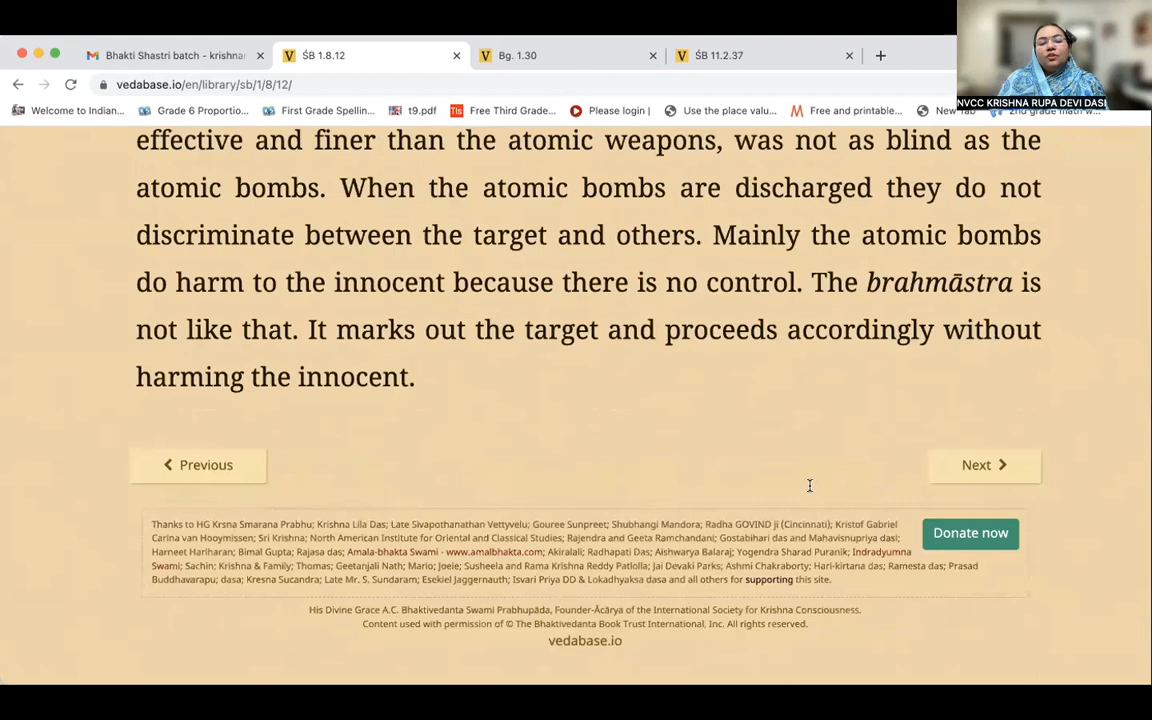 Bhakti Shastri batch - krishna
ŚB 1.8.12
Bg. 1.30
ŚB 11.2.37
vedabase.io/en/library/sb/1/8/12/
Welcome to Indian...
Grade 6 Proportio...
First Grade Spellin...
t9.pdf
Free Third Grade...
Please login |
Use the place valu...
Free and printable...
New Tab
2nd grade math w...
NVCC KRISHNA RUPA DEVI DASI
effective and finer than the atomic weapons, was not as blind as the
atomic bombs. When the atomic bombs are discharged they do not
discriminate between the target and others. Mainly the atomic bombs
do harm to the innocent because there is no control. The brahmāstra is
not like that. It marks out the target and proceeds accordingly without
harming the innocent.
Previous
Next
Thanks to HG Krsna Smarana Prabhu; Krishna Lila Das; Late Sivapothanathan Vettyvelu; Gouree Sunpreet; Shubhangi Mandora; Radha GOVIND ji (Cincinnati); Kristof Gabriel
Carina van Hooymissen; Sri Krishna; North American Institute for Oriental and Classical Studies; Rajendra and Geeta Ramchandani; Gostabihari das and Mahavisnupriya dasi;
Harneet Hariharan; Bimal Gupta; Rajasa das; Amala-bhakta Swami - www.amalbhakta.com; Akiralali; Radhapati Das; Aishwarya Balaraj; Yogendra Sharad Puranik; Indradyumna
Swami; Sachin; Krishna & Family; Thomas; Geetanjali Nath; Mario; Joeie; Susheela and Rama Krishna Reddy Patlolla; Jai Devaki Parks; Ashmi Chakraborty; Hari-kirtana das; Ramesta das; Prasad
Buddhavarapu; dasa; Kresna Sucandra; Late Mr. S. Sundaram; Esekiel Jaggernauth; Isvari Priya DD & Lokadhyaksa dasa and all others for supporting this site.
Donate now
His Divine Grace A.C. Bhaktivedanta Swami Prabhupāda, Founder-Ācārya of the International Society for Krishna Consciousness.
Content used with permission of © The Bhaktivedanta Book Trust International, Inc. All rights reserved.
vedabase.io